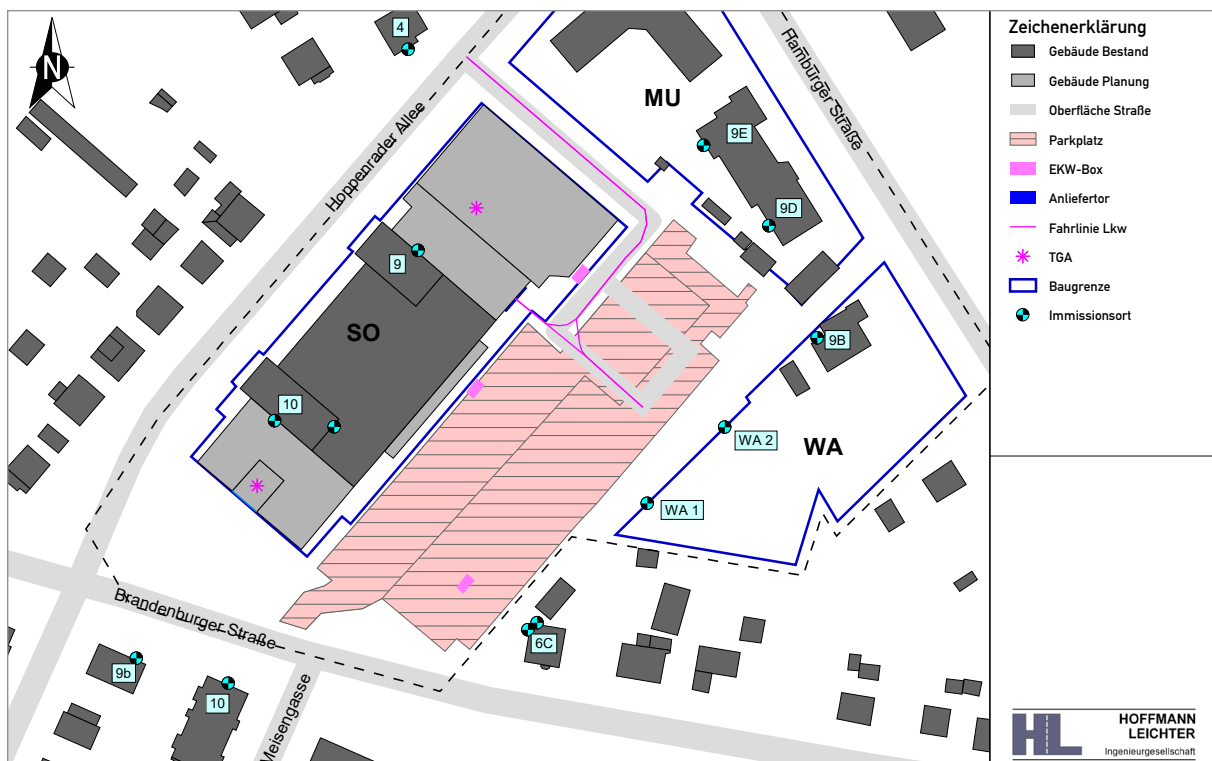 N
4
Hoppenrader Allee
MU
Hamburger Straße
9E
9D
9
SO
9B
10
WA 2
WA
WA 1
Brandenburger Straße
6C
9b
10
Meisengasse
Zeichenerklärung
Gebäude Bestand
Gebäude Planung
Oberfläche Straße
Parkplatz
EKW-Box
Anliefertor
Fahrlinie Lkw
TGA
Baugrenze
Immissionsort
HL
HOFFMANN
LEICHTER
Ingenieurgesellschaft